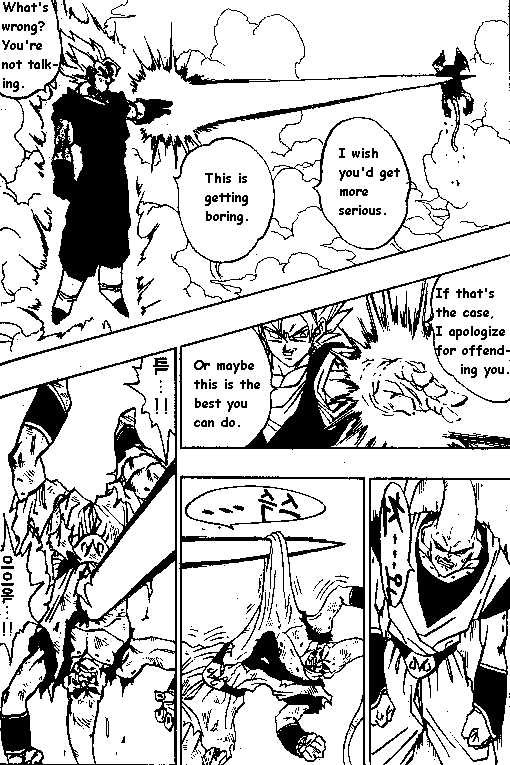 What's
wrong?
You're
not talk-
ing.
I wish
you'd get
more
serious.
This is
getting
boring.
If that's
the case,
I apologize
for offend-
ing you.
Or maybe
this is the
best you
can do.